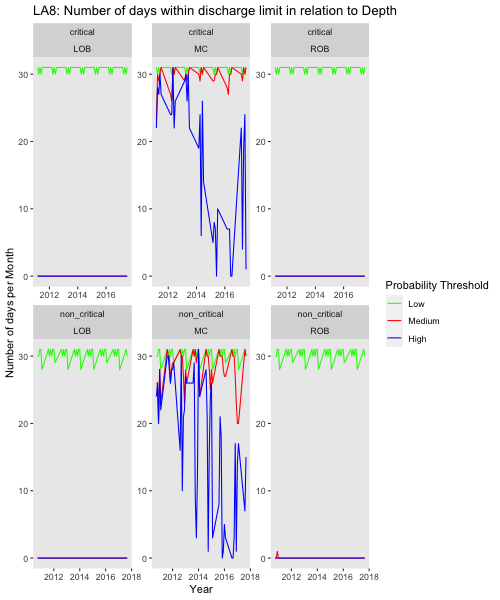 LA8: Number of days within discharge limit in relation to Depth
critical critical critical
LOB MC ROB
30
20
10
0
2012 2014 2016 2012 2014 2016 2012 2014 2016
non_critical non_critical non_critical
LOB MC ROB
30
20
10
0
2012 2014 2016 2018 2012 2014 2016 2018 2012 2014 2016 2018
Year
Number of days per Month
Probability Threshold
Low
Medium
High